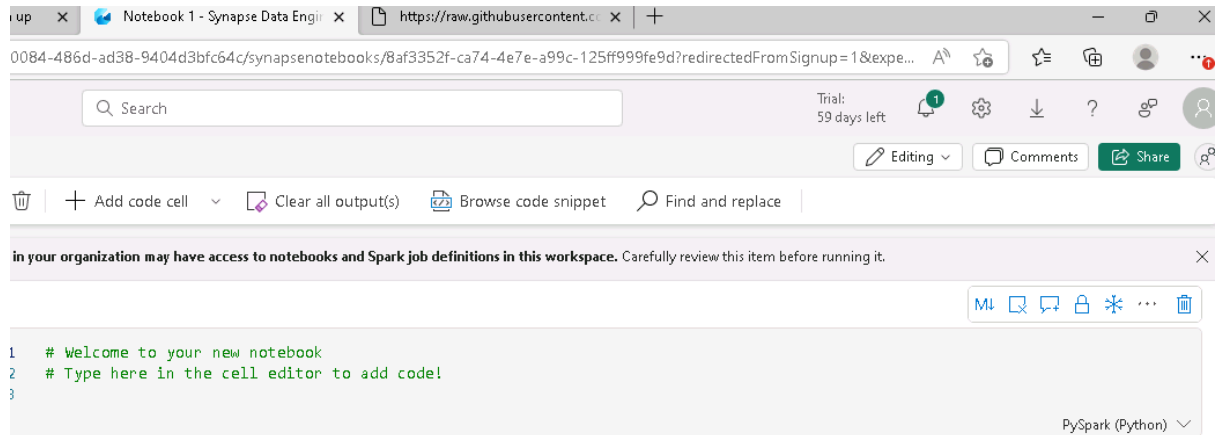 up
Notebook 1 - Synapse Data Engir
https://raw.githubusercontent.cc
0084-486d-ad38-9404d3bfc64c/synapsenotebooks/8af3352f-ca74-4e7e-a99c-125ff999fe9d?redirectedFromSignup=1&expe...
Search
Trial:
59 days left
1
?
Editing
Comments
Share
Add code cell
Clear all output(s)
Browse code snippet
Find and replace
in your organization may have access to notebooks and Spark job definitions in this workspace. Carefully review this item before running it.
M↓
1 # Welcome to your new notebook
2 # Type here in the cell editor to add code!
3
PySpark (Python)